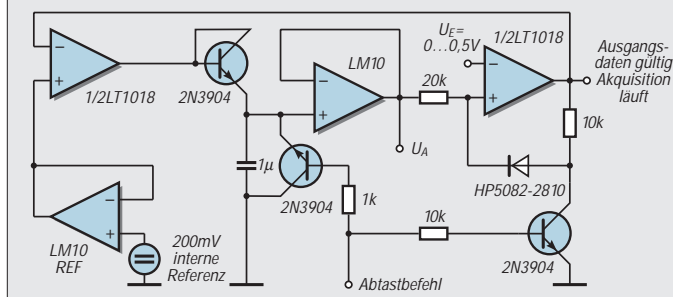 −
+
1/2LT1018
2N3904
−
+
LM10
U_A
20k
U_E=
0...0,5V
1/2LT1018
−
+
Ausgangs-
daten gültig
Akquisition
läuft
10k
HP5082-2810
1µ
2N3904
1k
10k
2N3904
−
+
LM10
REF
200mV
interne
Referenz
Abtastbefehl